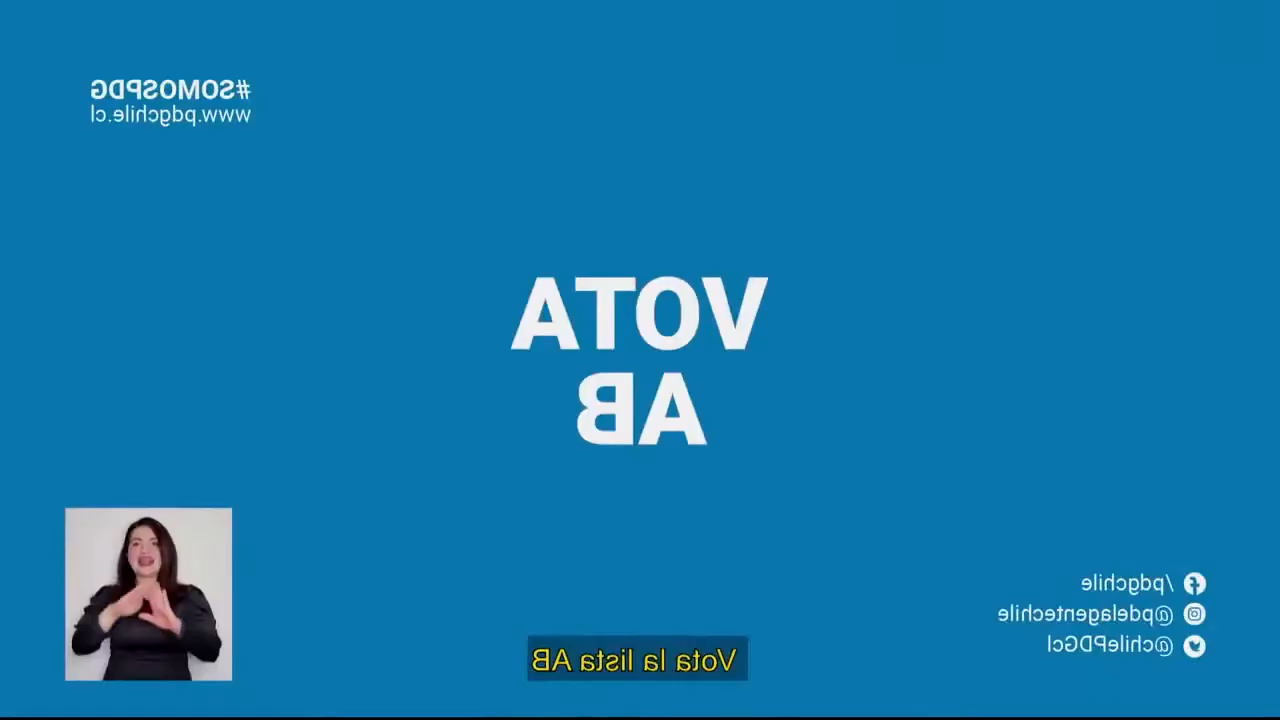 #SOMOSPDG
www.pdgchile.cl
VOTA
AB
/pdgchile
@pdelagentechile
@chilePDGcl
Vota la lista AB